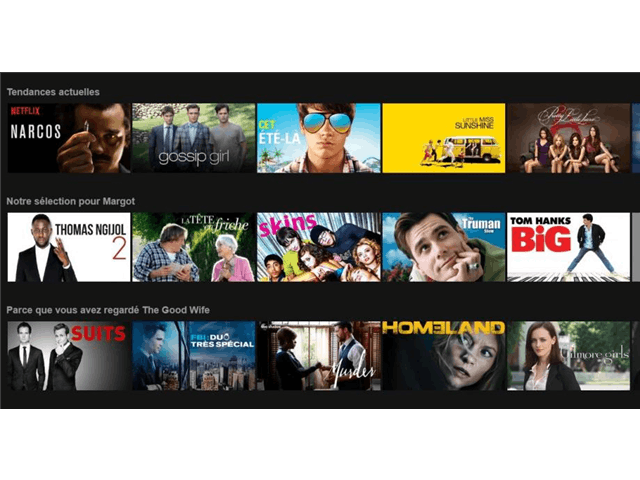 Tendances actuelles
NETFLIX
NARCOS
gossip girl
CET
ÉTÉ-LÀ
LITTLE MISS
SUNSHINE
Pretty Little Liars
Notre sélection pour Margot
THOMAS NGIJOL
2
LA TÊTE
en friche
skins
The
Truman
Show
TOM HANKS
BIG
Parce que vous avez regardé The Good Wife
SUITS
FBI: DUO
TRÈS SPÉCIAL
Murder
HOMELAND
Gilmore girls